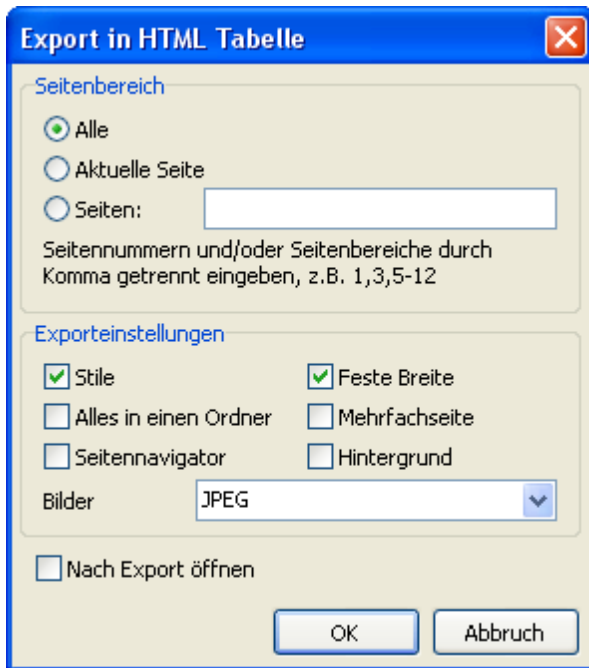 Export in HTML Tabelle
Seitenbereich
Alle
Aktuelle Seite
Seiten:
Seitennummern und/oder Seitenbereiche durch
Komma getrennt eingeben, z.B. 1,3,5-12
Exporteinstellungen
Stile
Feste Breite
Alles in einen Ordner
Mehrfachseite
Seitennavigator
Hintergrund
Bilder
JPEG
Nach Export öffnen
OK
Abbruch